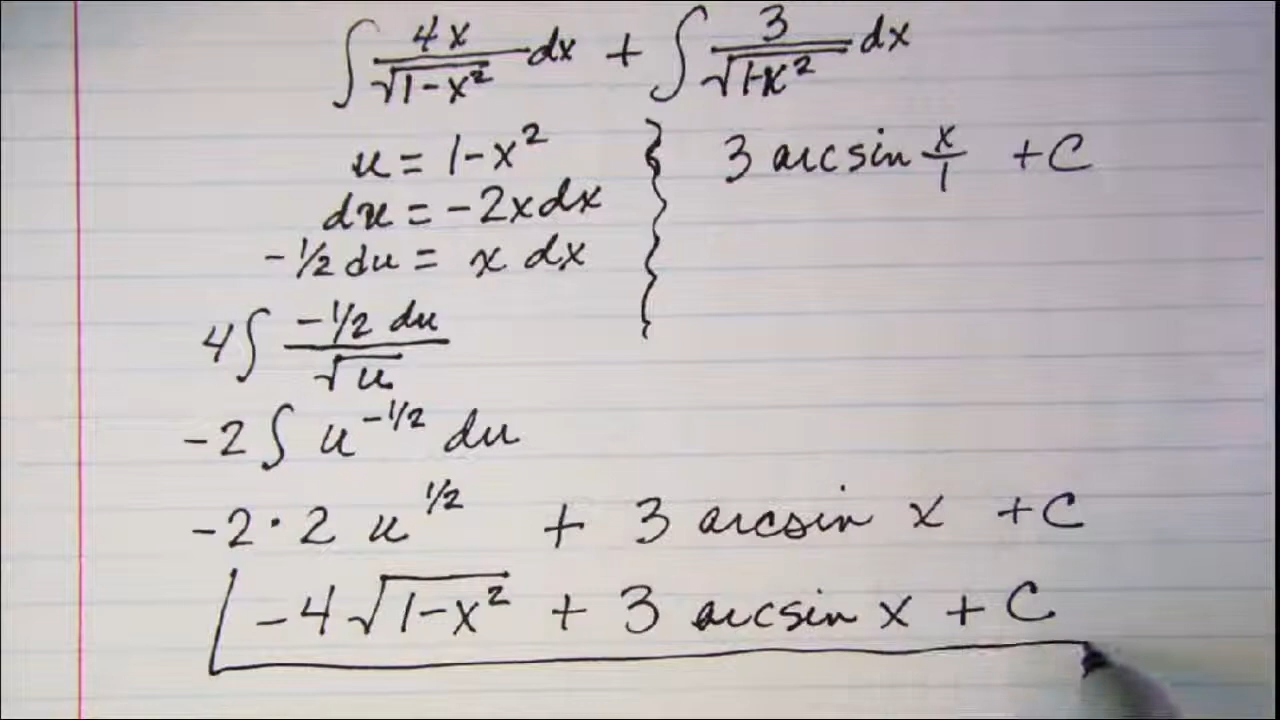 ∫ 4x/√(1-x²) dx + ∫ 3/√(1-x²) dx
u = 1-x²
3 arcsin x/1 + C
du = -2x dx
-1/2 du = x dx
4∫ -1/2 du/√u
-2 ∫ u^(-1/2) du
-2 · 2 u^(1/2) + 3 arcsin x + C
-4√(1-x²) + 3 arcsin x + C